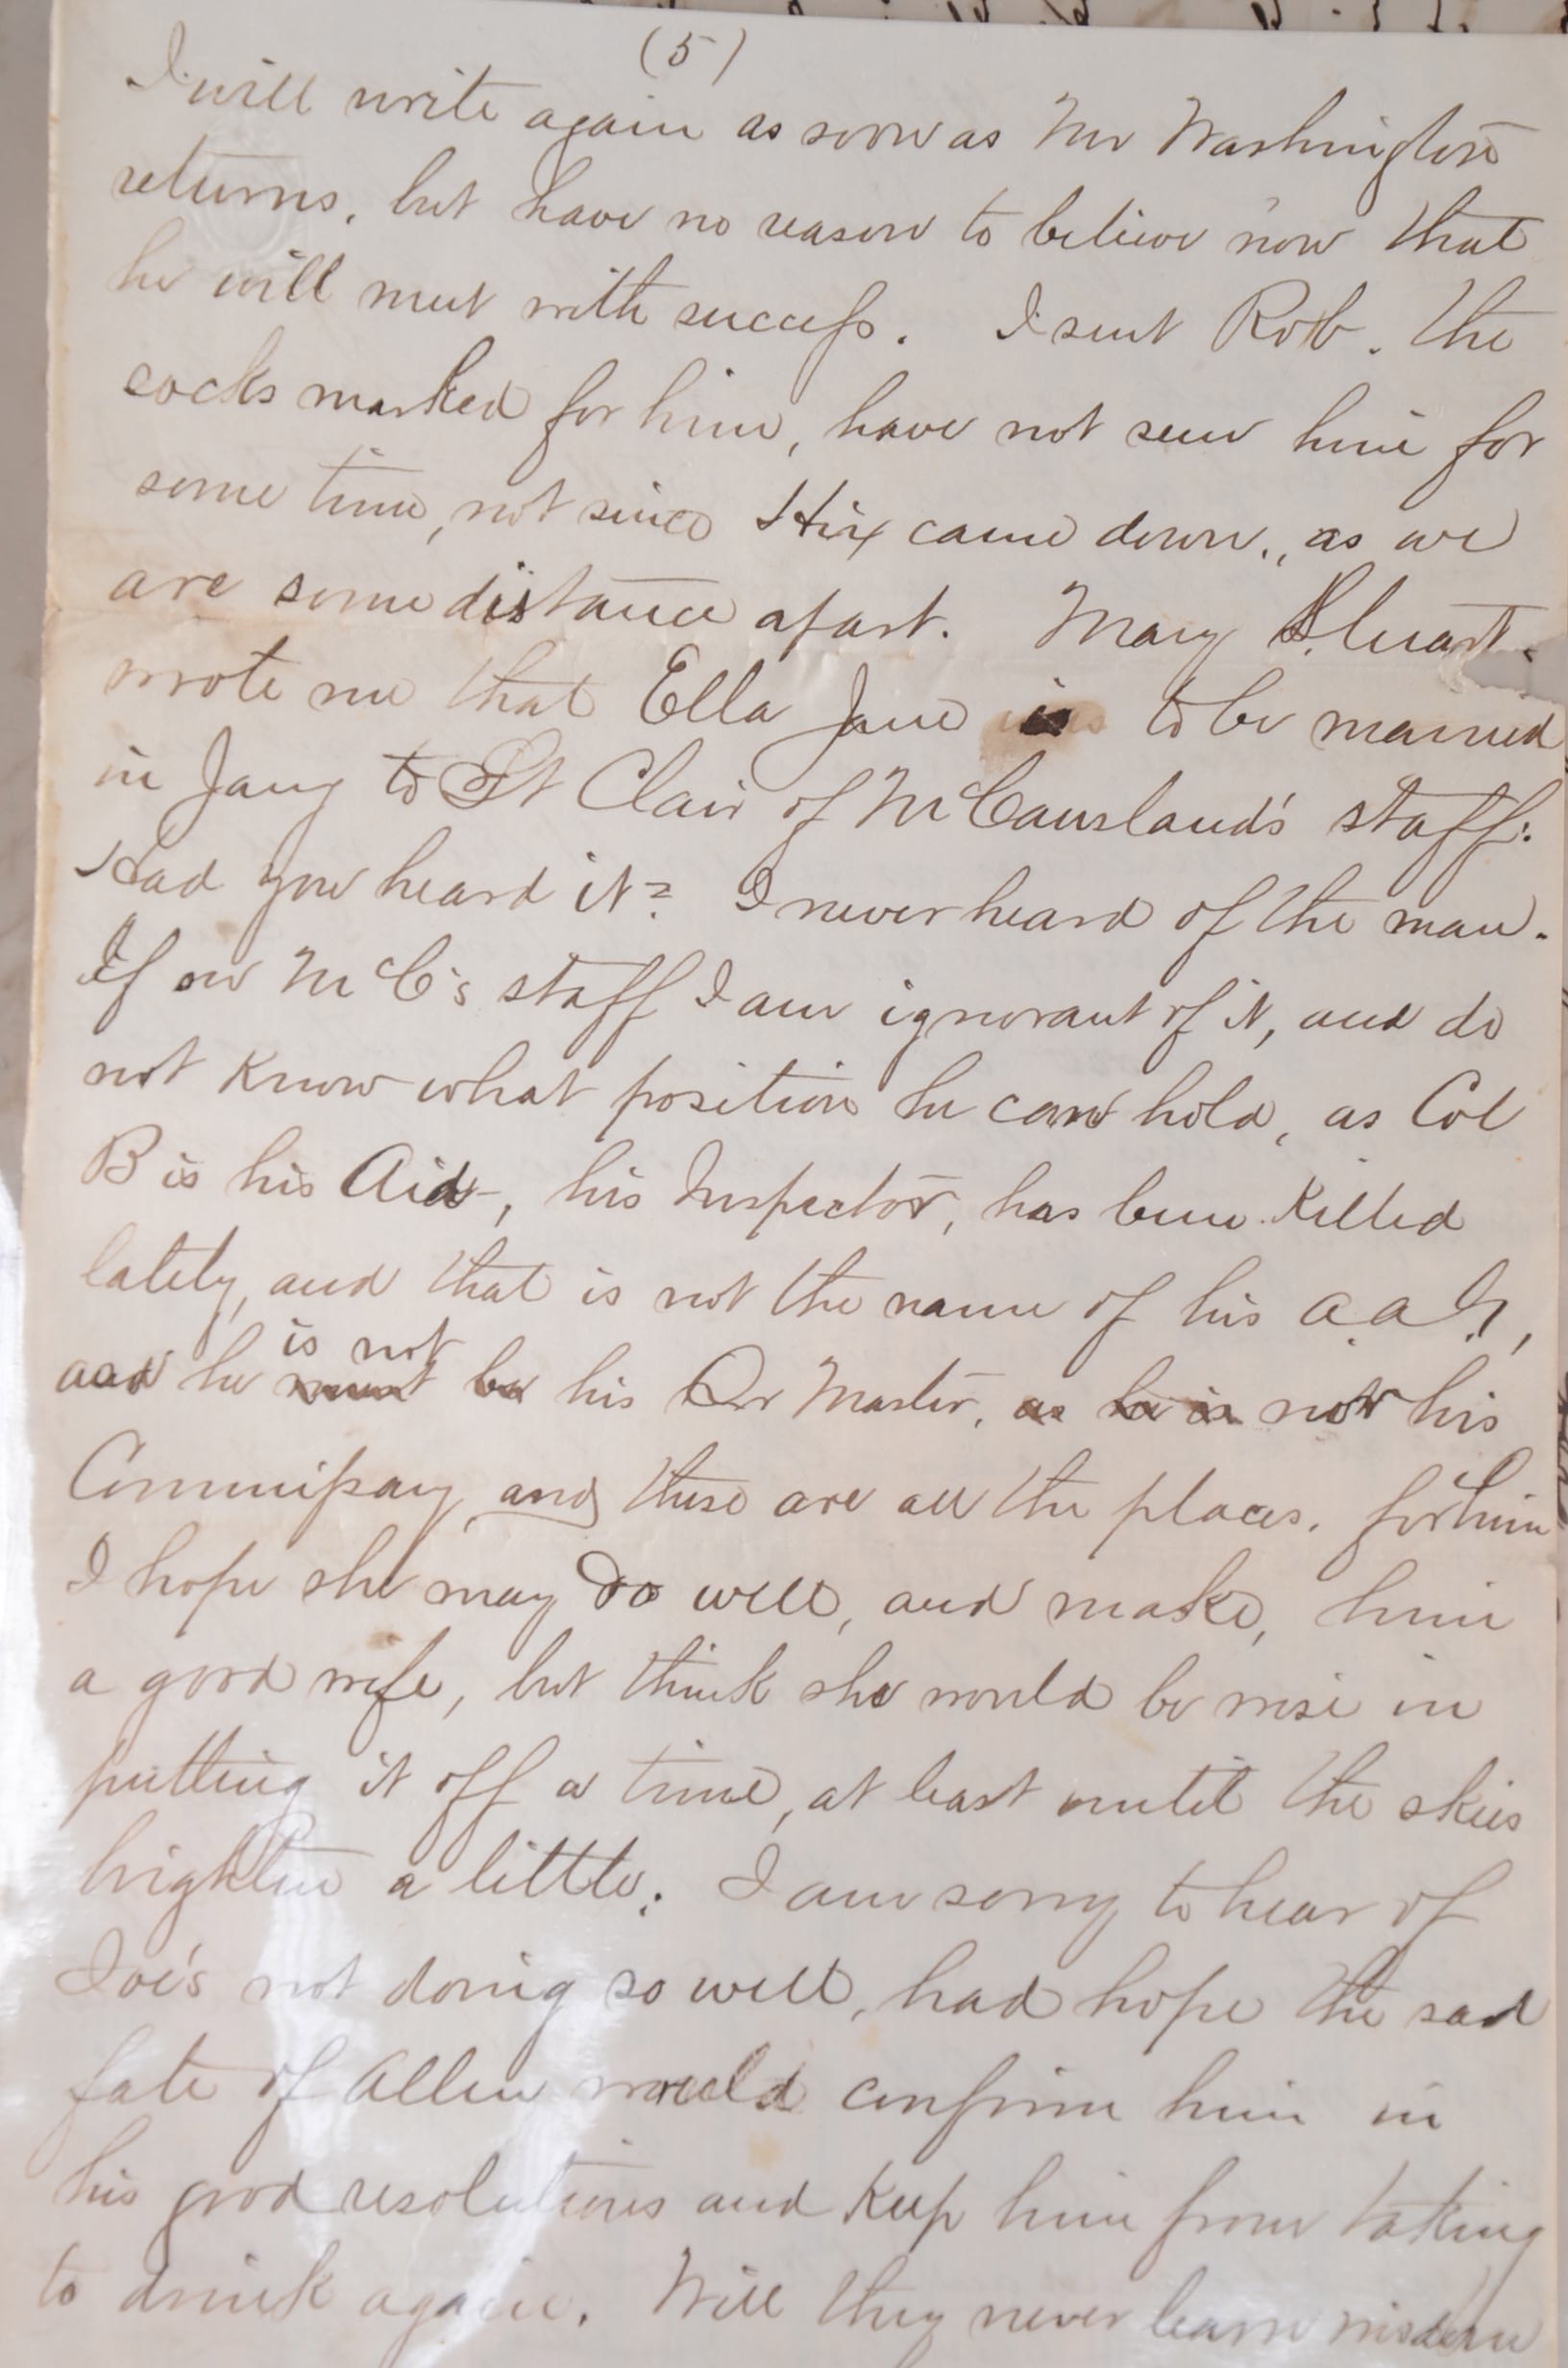 (5)
I will write again as soon as Mr Washington
returns, but have no reason to believe now that
he will meet with success. I sent Rob. the
socks marked for him, have not seen him for
some time, not since Hix came down, as we
are some distance apart. Mary Stuart
wrote me that Ella Jane is to be married
in Jany to St Clair of McCausland's staff.
Had you heard it? I never heard of the man.
If on McC's staff I am ignorant of it, and do
not know what position he can hold, as Col
B is his Aid, his Inspector, has been killed
lately, and that is not the name of his a.a.G,
is not
and he must be his Qr Master, as he is not his
Commissary, and these are all the places. for him
I hope she may do well, and make, him
a good wife, but think she would be wise in
putting it off a time, at least until the skies
brighten a little. I am sorry to hear of
Joe's not doing so well, had hope the sad
fate of Allen would confirm him in
his good resolutions and keep him from taking
to drink again. Will they never learn wisdom